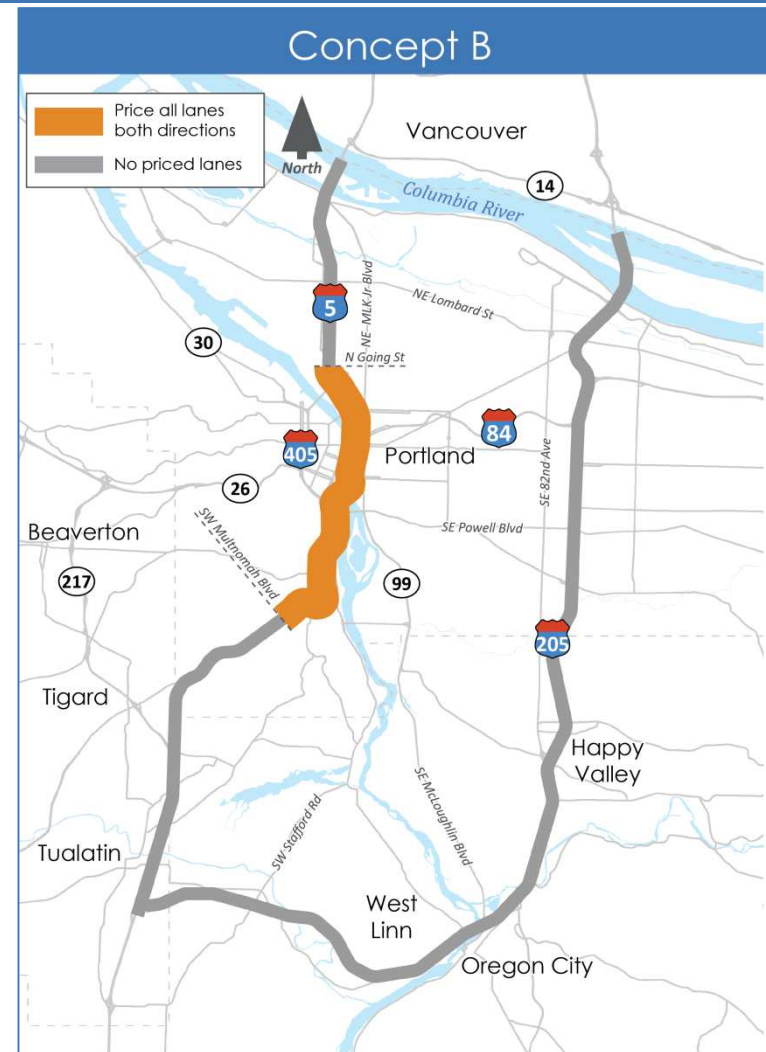 Concept B
Price all lanes
both directions
No priced lanes
North
Vancouver
14
Columbia River
5
NE MLK Jr Blvd
NE Lombard St
30
N Going St
405
84
Portland
26
SE 82nd Ave
SW Multnomah Blvd
SE Powell Blvd
Beaverton
217
99
205
Tigard
Happy
Valley
SE McLoughlin Blvd
SW Stafford Rd
Tualatin
West
Linn
Oregon City